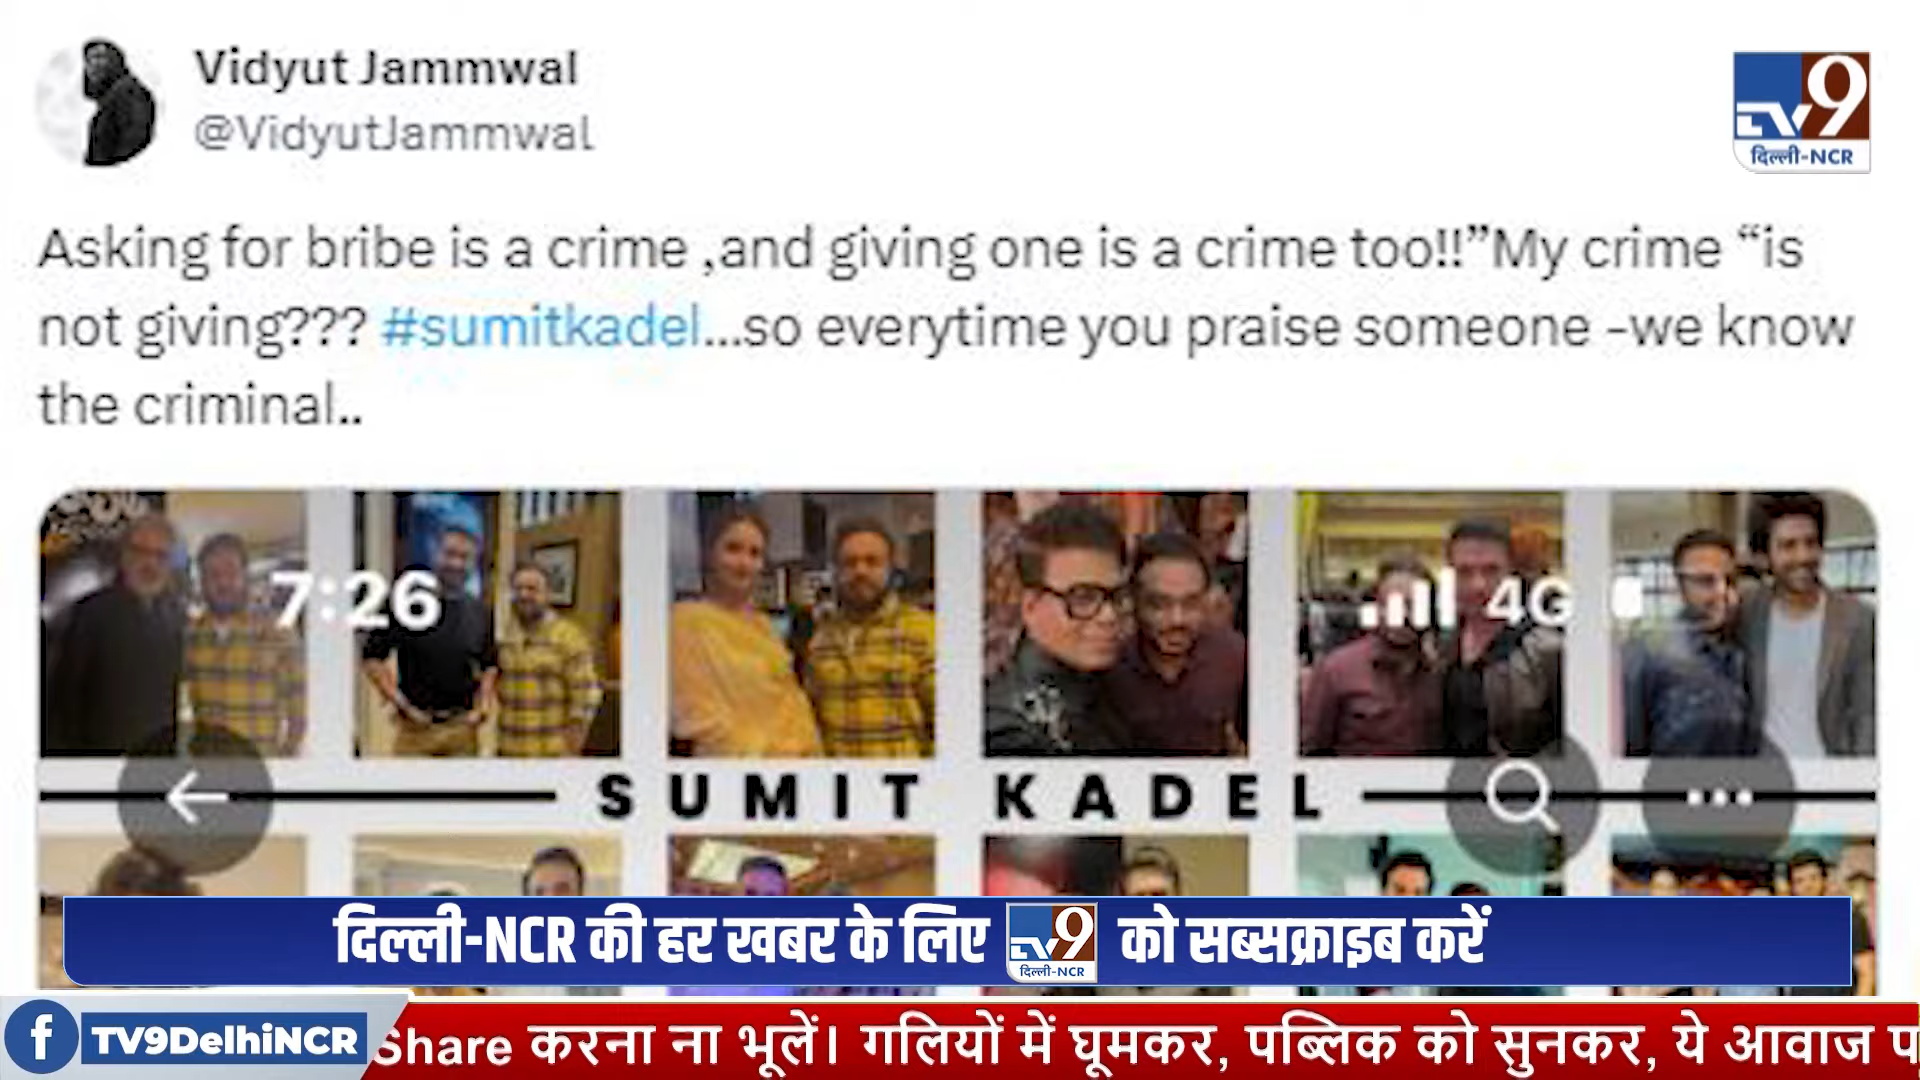 Vidyut Jammwal
@VidyutJammwal
TV9
दिल्ली-NCR
Asking for bribe is a crime ,and giving one is a crime too!!”My crime “is
not giving??? #sumitkadel...so everytime you praise someone -we know
the criminal..
7:26
4G
SUMIT KADEL
दिल्ली-NCR की हर खबर के लिए TV9 दिल्ली-NCR को सब्सक्राइब करें
f TV9DelhiNCR
Share करना ना भूलें। गलियों में घूमकर, पब्लिक को सुनकर, ये आवाज